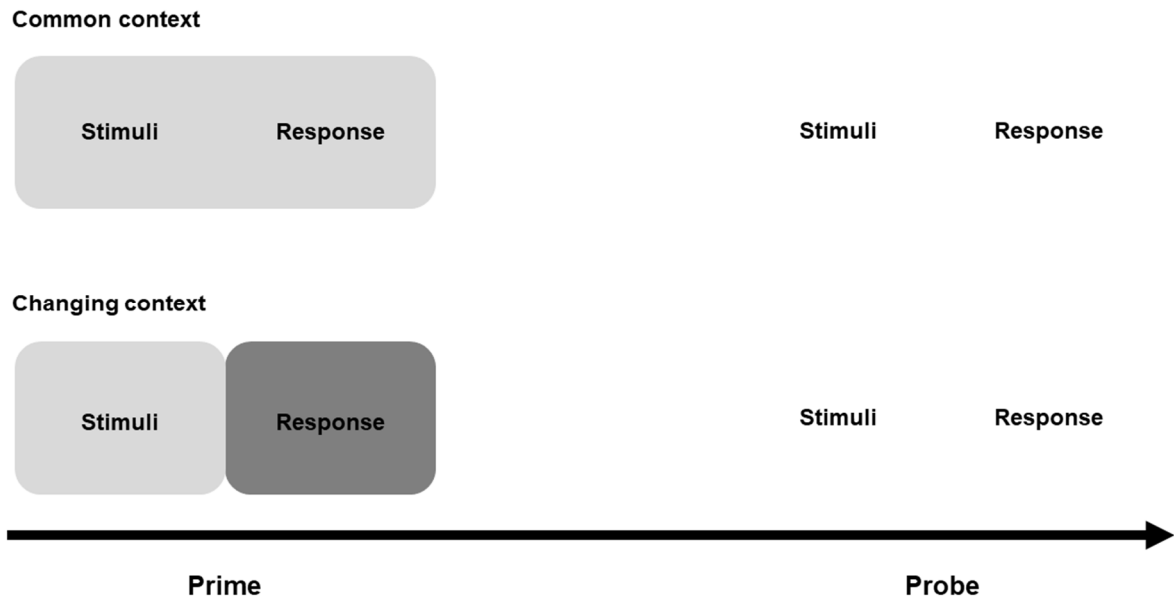 Common context
Stimuli Response Stimuli Response
Changing context
Stimuli Response Stimuli Response
Prime Probe